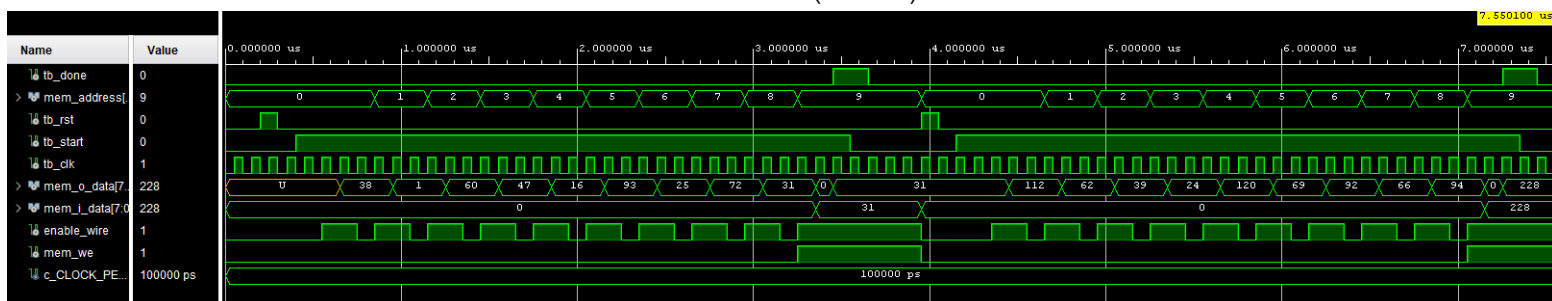 7.550100 us
Name Value 0.000000 us 1.000000 us 2.000000 us 3.000000 us 4.000000 us 5.000000 us 6.000000 us 7.000000 us
tb_done 0
mem_address[. 9 0 1 2 3 4 5 6 7 8 9 0 1 2 3 4 5 6 7 8 9
tb_rst 0
tb_start 0
tb_clk 1
mem_o_data[7.. 228 U 38 1 60 47 16 93 25 72 31 0 31 112 62 39 24 120 69 92 66 94 0 228
mem_i_data[7:0 228 0 31 0 228
enable_wire 1
mem_we 1
c_CLOCK_PE... 100000 ps 100000 ps